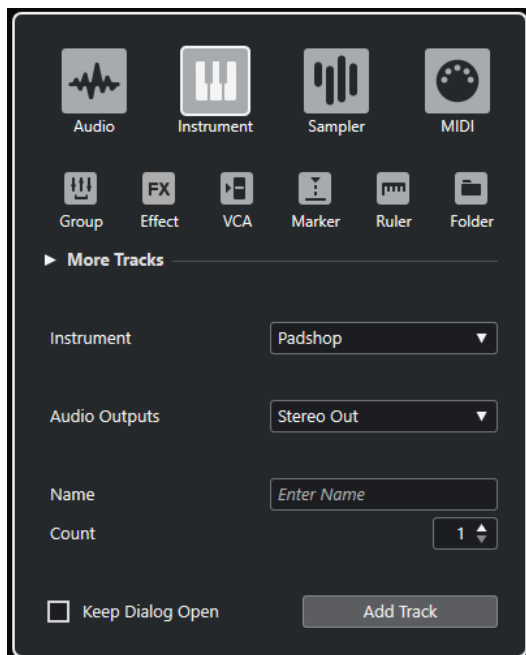 Audio Instrument Sampler MIDI
FX
Group Effect VCA Marker Ruler Folder
More Tracks
Instrument Padshop
Audio Outputs Stereo Out
Name Enter Name
Count 1
Keep Dialog Open Add Track